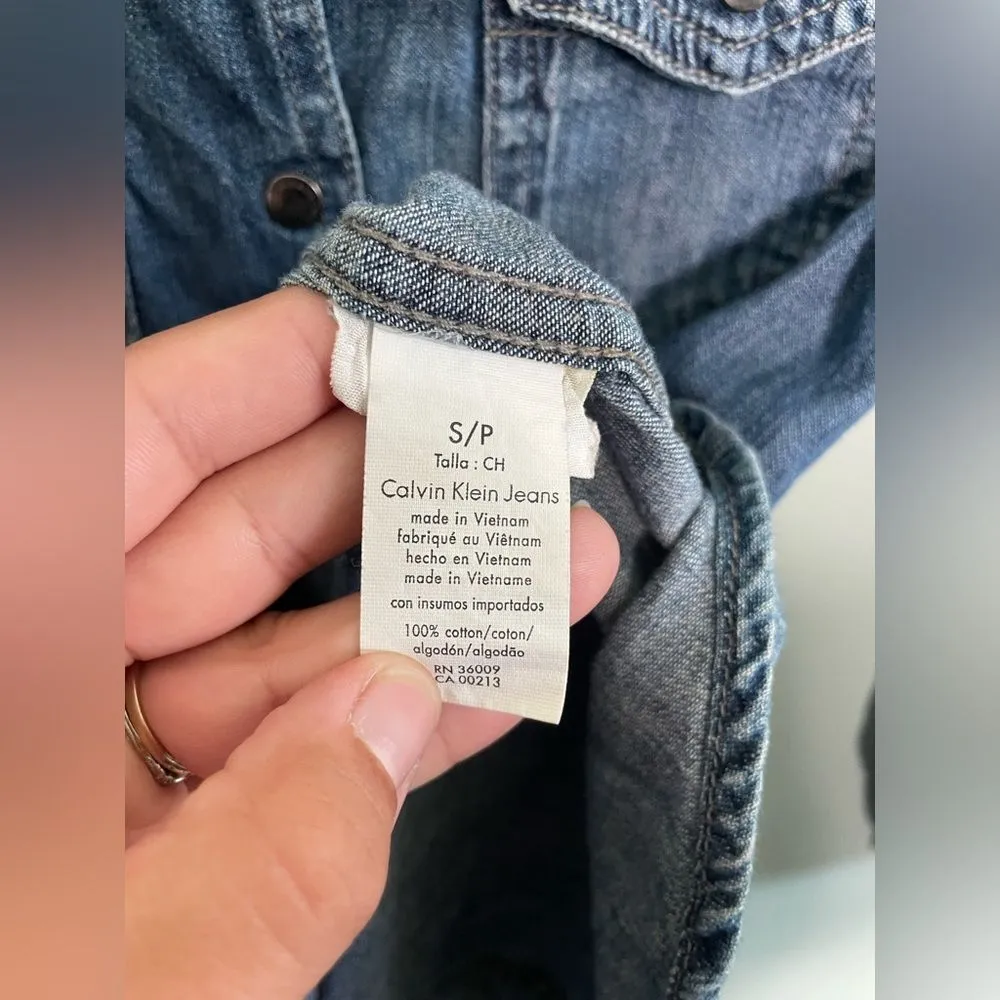 S/P
Talla : CH
Calvin Klein Jeans
made in Vietnam
fabriqué au Viêtnam
hecho en Vietnam
made in Vietname
con insumos importados
100% cotton/coton/
algodón/algodão
RN 36009
CA 00213